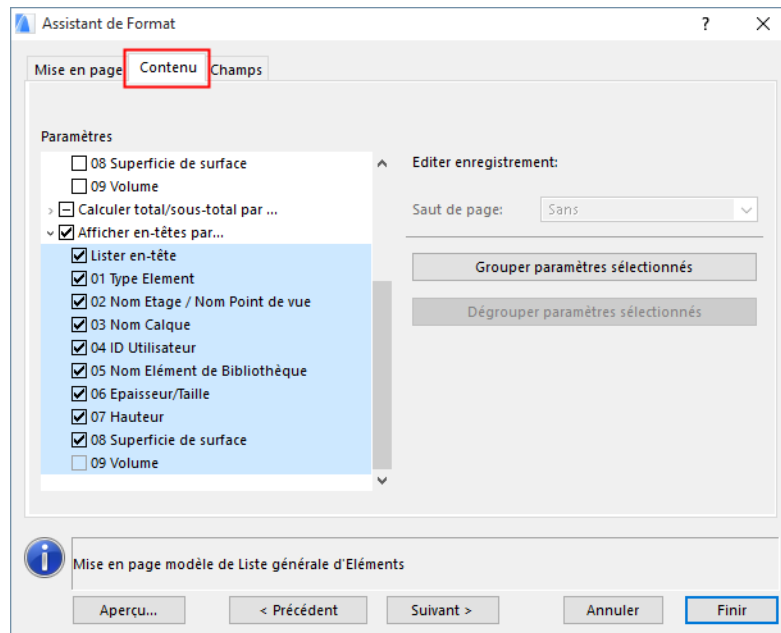 Assistant de Format
?
Mise en page
Contenu
Champs
Paramètres
08 Superficie de surface
09 Volume
Calculer total/sous-total par ...
Afficher en-têtes par...
Lister en-tête
01 Type Element
02 Nom Etage / Nom Point de vue
03 Nom Calque
04 ID Utilisateur
05 Nom Elément de Bibliothèque
06 Epaisseur/Taille
07 Hauteur
08 Superficie de surface
09 Volume
Editer enregistrement:
Saut de page:
Sans
Grouper paramètres sélectionnés
Dégrouper paramètres sélectionnés
Mise en page modèle de Liste générale d'Eléments
Aperçu...
< Précédent
Suivant >
Annuler
Finir